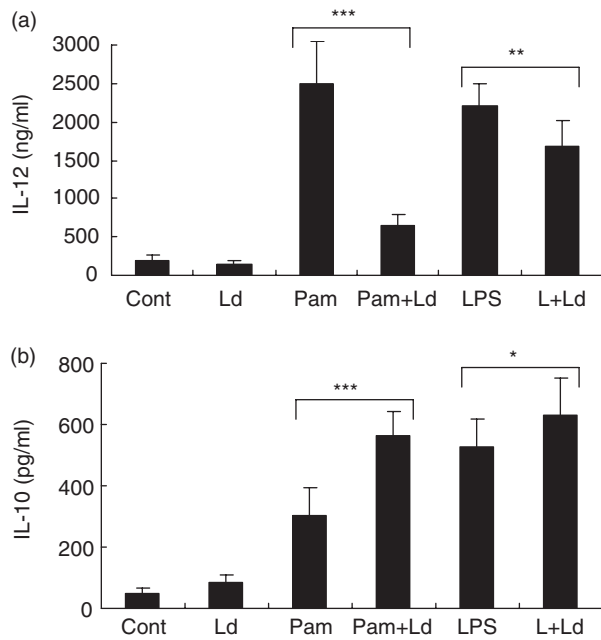 (a)
***
**
3000
2500
2000
1500
1000
500
0
IL-12 (ng/ml)
Cont Ld Pam Pam+Ld LPS L+Ld
(b)
***
*
800
600
400
200
0
IL-10 (pg/ml)
Cont Ld Pam Pam+Ld LPS L+Ld